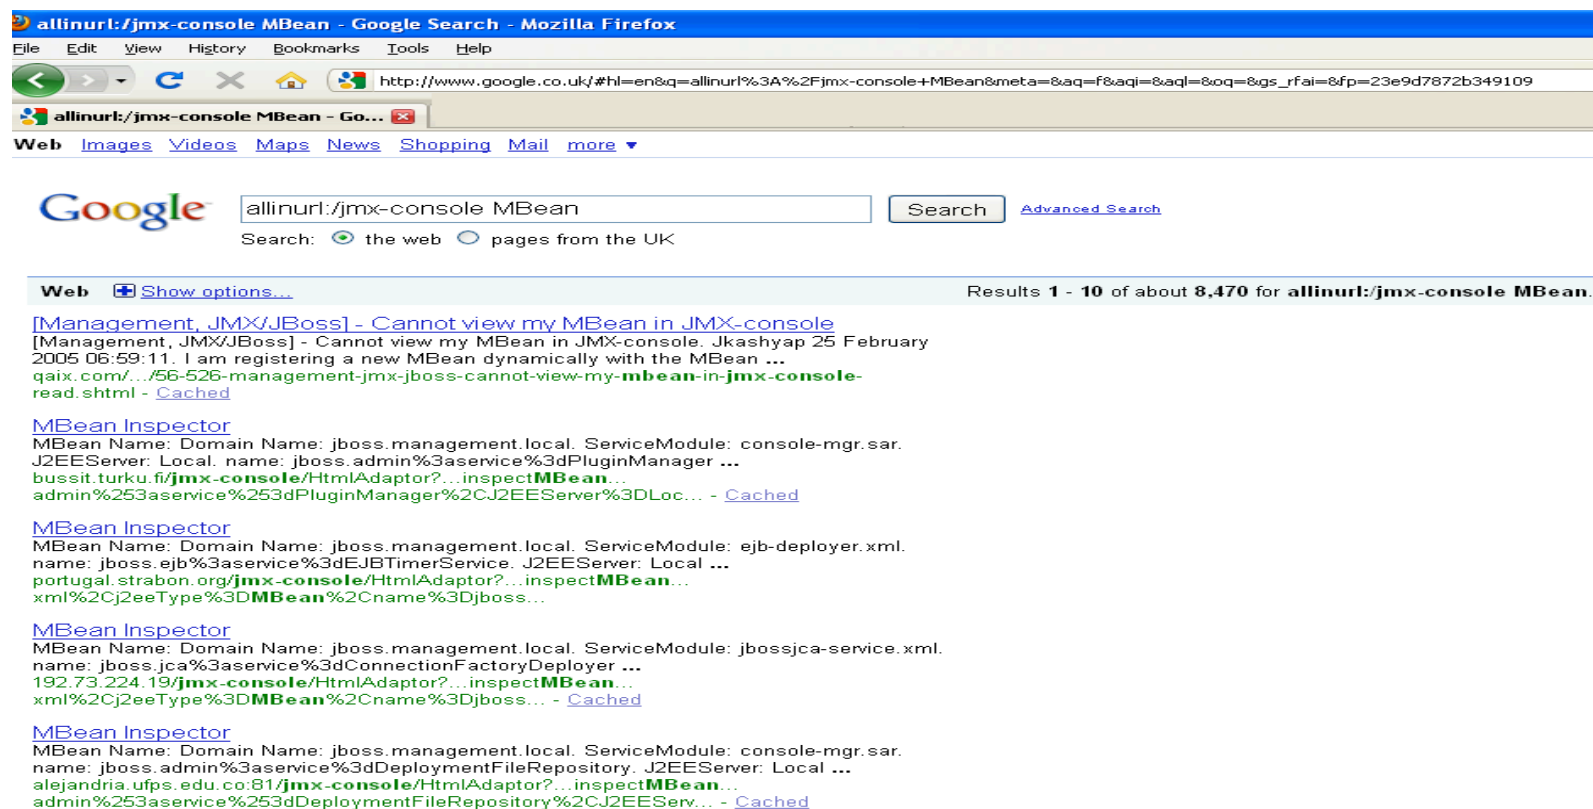 allinurl:/jmx-console MBean - Google Search - Mozilla Firefox
File Edit View History Bookmarks Tools Help
http://www.google.co.uk/#hl=en&q=allinurl%3A%2Fjmx-console+MBean&meta=&aq=f&aqi=&aql=&oq=&gs_rfai=&fp=23e9d7872b349109
allinurl:/jmx-console MBean - Go...
Web Images Videos Maps News Shopping Mail more ▼
Google allinurl:/jmx-console MBean Search Advanced Search
Search: the web pages from the UK
Web Show options... Results 1 - 10 of about 8,470 for allinurl:/jmx-console MBean.
[Management, JMX/JBoss] - Cannot view my MBean in JMX-console
[Management, JMX/JBoss] - Cannot view my MBean in JMX-console. Jkashyap 25 February
2005 06:59:11. I am registering a new MBean dynamically with the MBean ...
qaix.com/.../56-526-management-jmx-jboss-cannot-view-my-mbean-in-jmx-console-
read.shtml - Cached
MBean Inspector
MBean Name: Domain Name: jboss.management.local. ServiceModule: console-mgr.sar.
J2EEServer: Local. name: jboss.admin%3aservice%3dPluginManager ...
bussit.turku.fi/jmx-console/HtmlAdaptor?...inspectMBean...
admin%253aservice%253dPluginManager%2CJ2EEServer%3DLoc... - Cached
MBean Inspector
MBean Name: Domain Name: jboss.management.local. ServiceModule: ejb-deployer.xml.
name: jboss.ejb%3aservice%3dEJBTimerService. J2EEServer: Local ...
portugal.strabon.org/jmx-console/HtmlAdaptor?...inspectMBean...
xml%2Cj2eeType%3DMBean%2Cname%3Djboss...
MBean Inspector
MBean Name: Domain Name: jboss.management.local. ServiceModule: jbossjca-service.xml.
name: jboss.jca%3aservice%3dConnectionFactoryDeployer ...
192.73.224.19/jmx-console/HtmlAdaptor?...inspectMBean...
xml%2Cj2eeType%3DMBean%2Cname%3Djboss... - Cached
MBean Inspector
MBean Name: Domain Name: jboss.management.local. ServiceModule: console-mgr.sar.
name: jboss.admin%3aservice%3dDeploymentFileRepository. J2EEServer: Local ...
alejandria.ufps.edu.co:81/jmx-console/HtmlAdaptor?...inspectMBean...
admin%253aservice%253dDeploymentFileRepository%2CJ2EEServ... - Cached